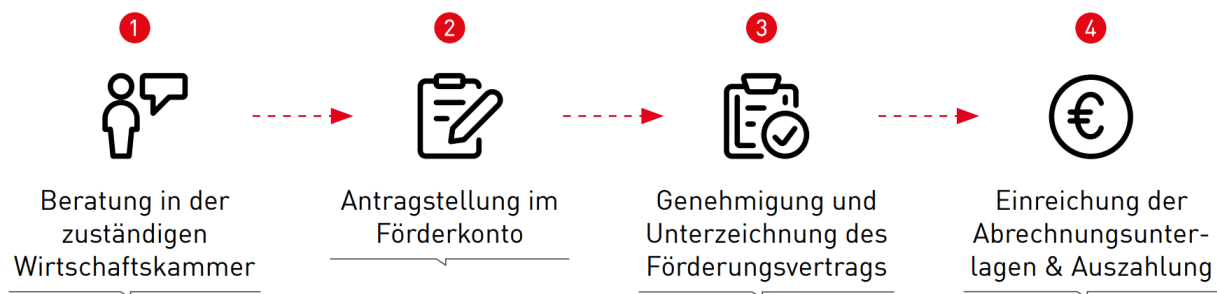 1
Beratung in der
zuständigen
Wirtschaftskammer
2
Antragstellung im
Förderkonto
3
Genehmigung und
Unterzeichnung des
Förderungsvertrags
4
€
Einreichung der
Abrechnungsunter-
lagen & Auszahlung